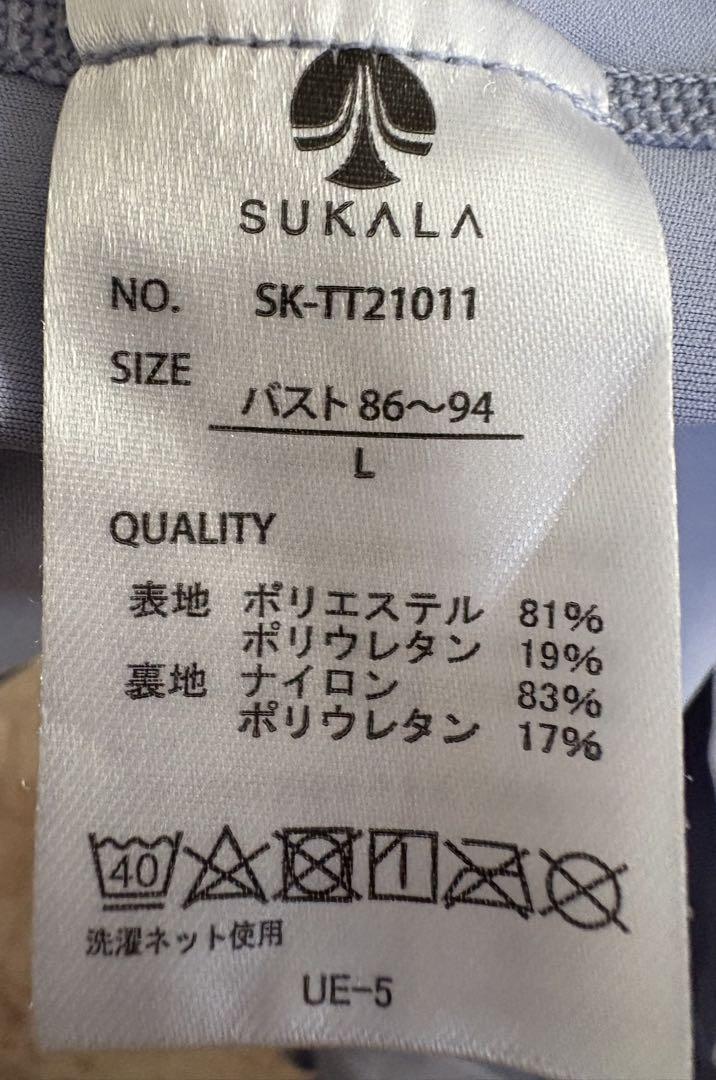 SUKALA
NO. SK-TT21011
SIZE
バスト 86〜94
L
QUALITY
表地 ポリエステル 81%
ポリウレタン 19%
裏地 ナイロン 83%
ポリウレタン 17%
40
洗濯ネット使用
UE-5